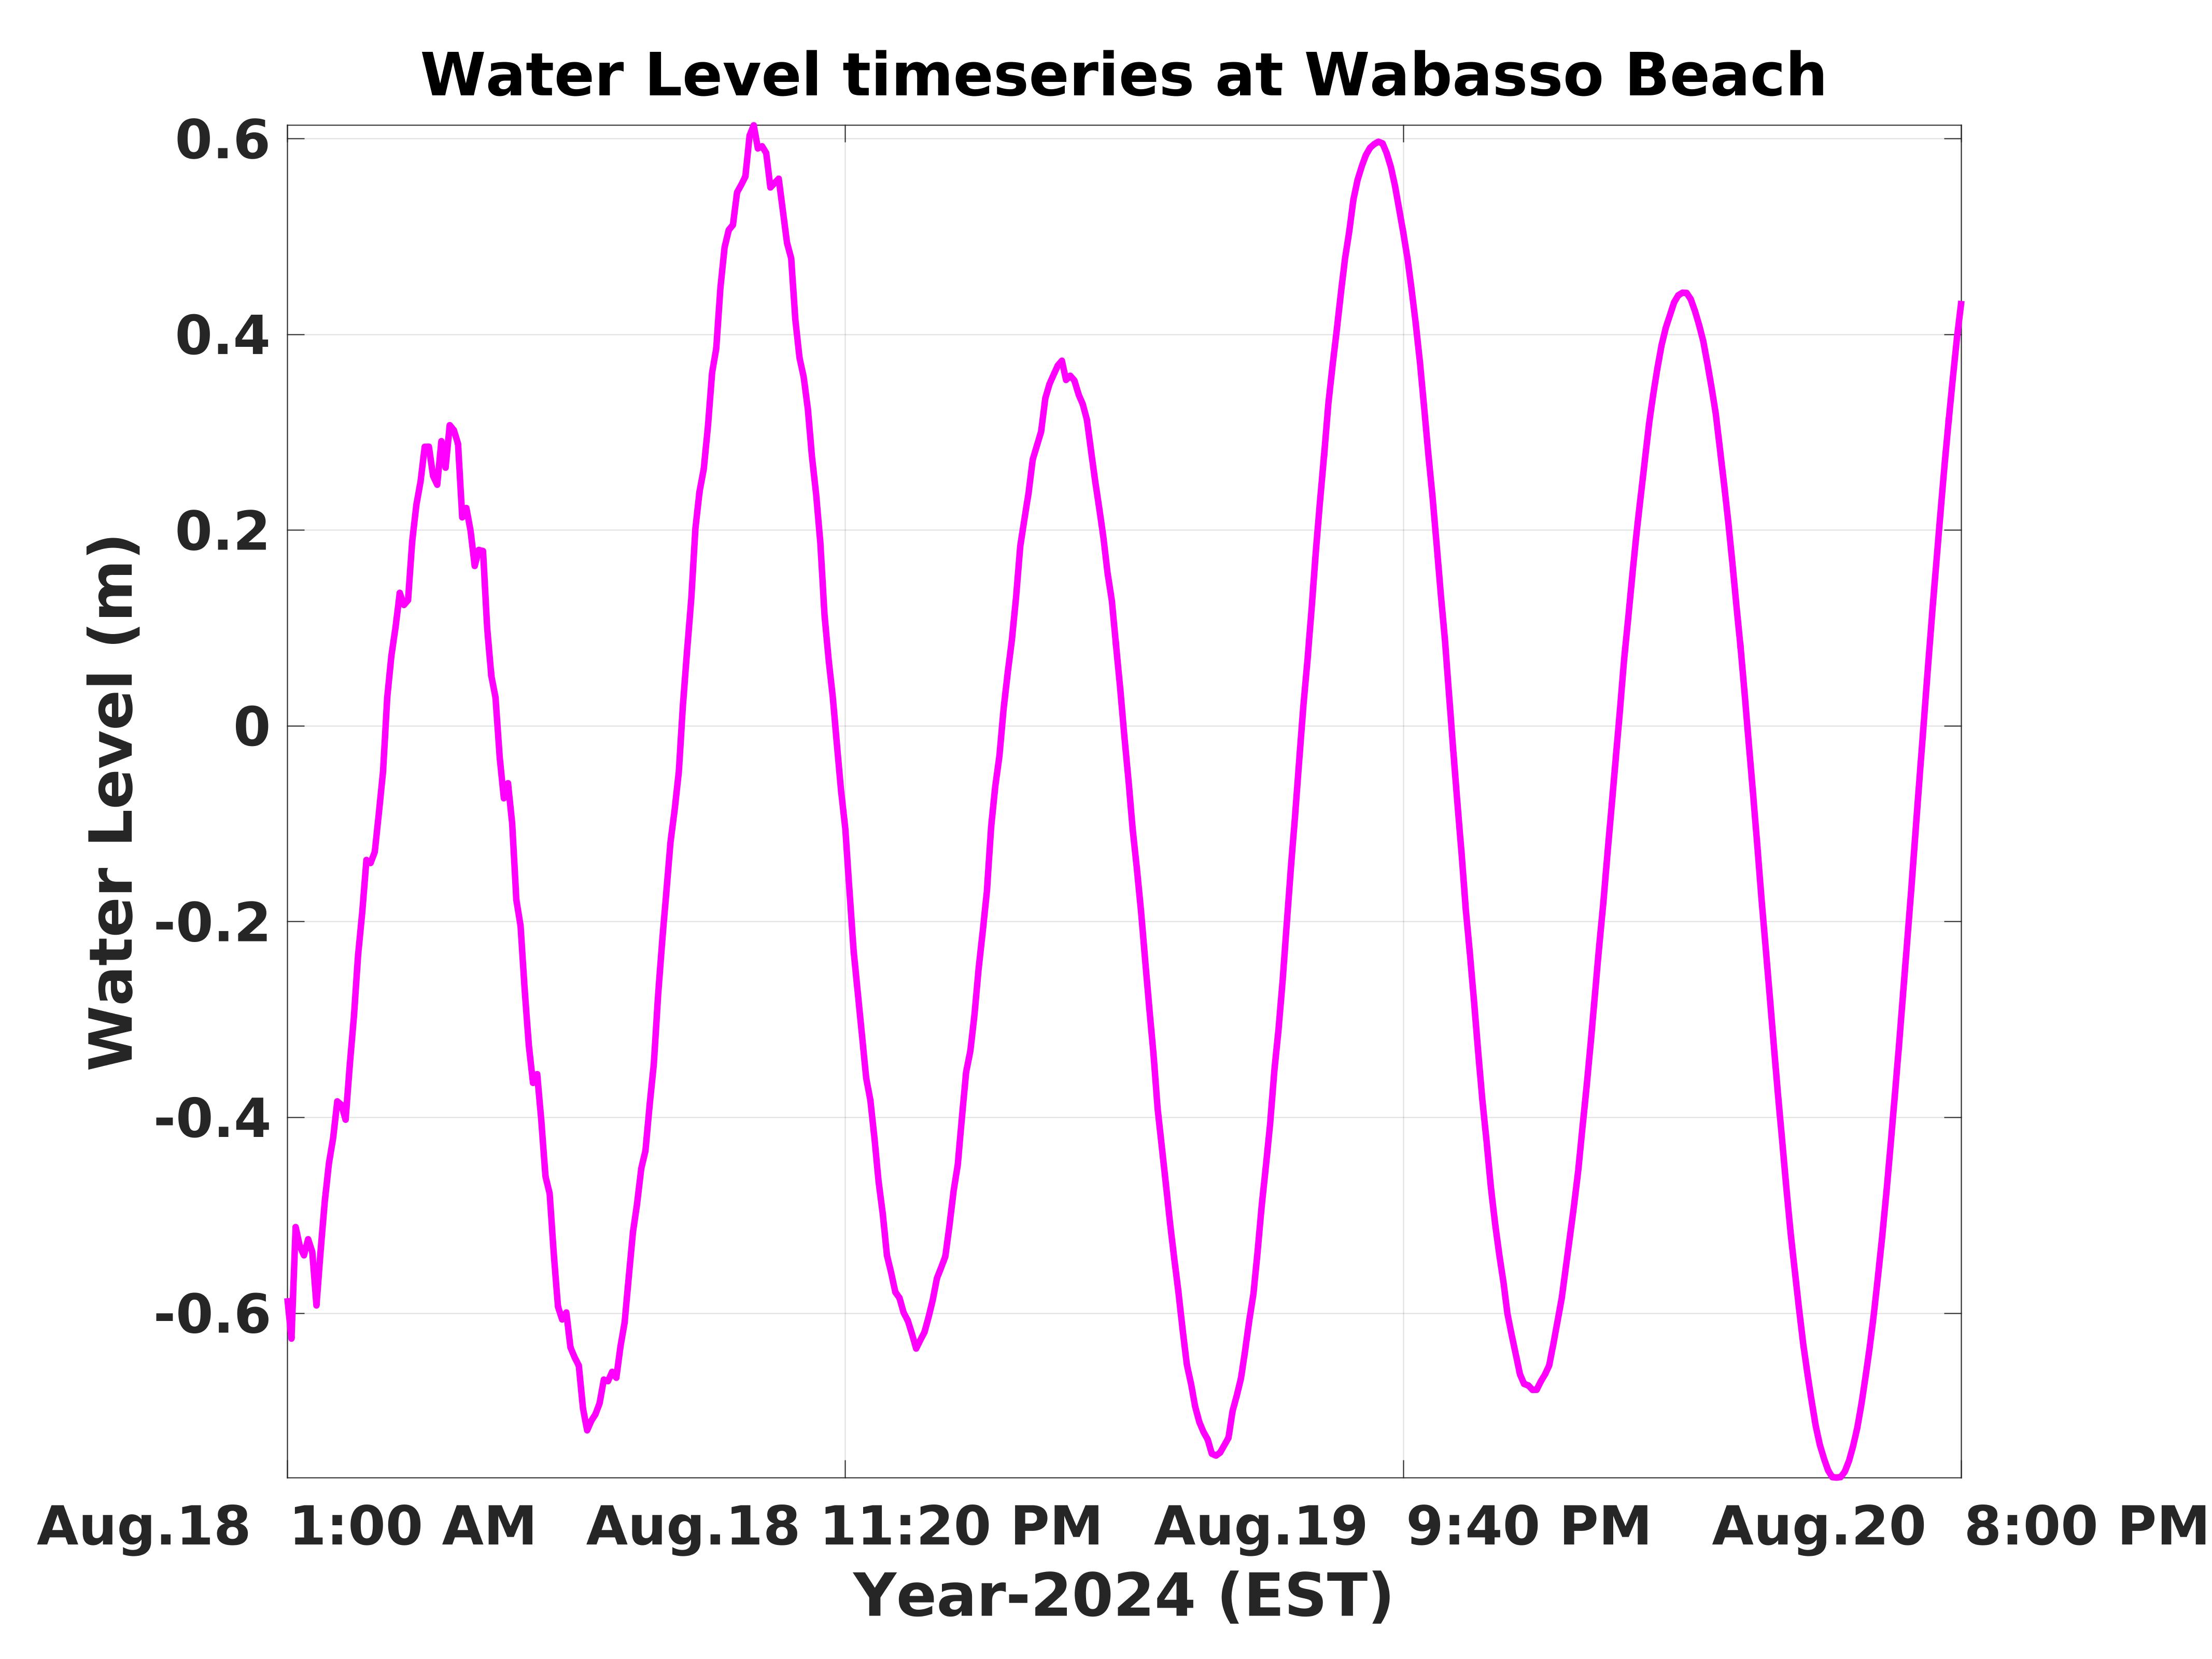 Water Level timeseries at Wabasso Beach
0.6
0.4
0.2
0
-0.2
-0.4
-0.6
Water Level (m)
Aug.18  1:00 AM
Aug.18 11:20 PM
Aug.19  9:40 PM
Aug.20  8:00 PM
Year-2024 (EST)